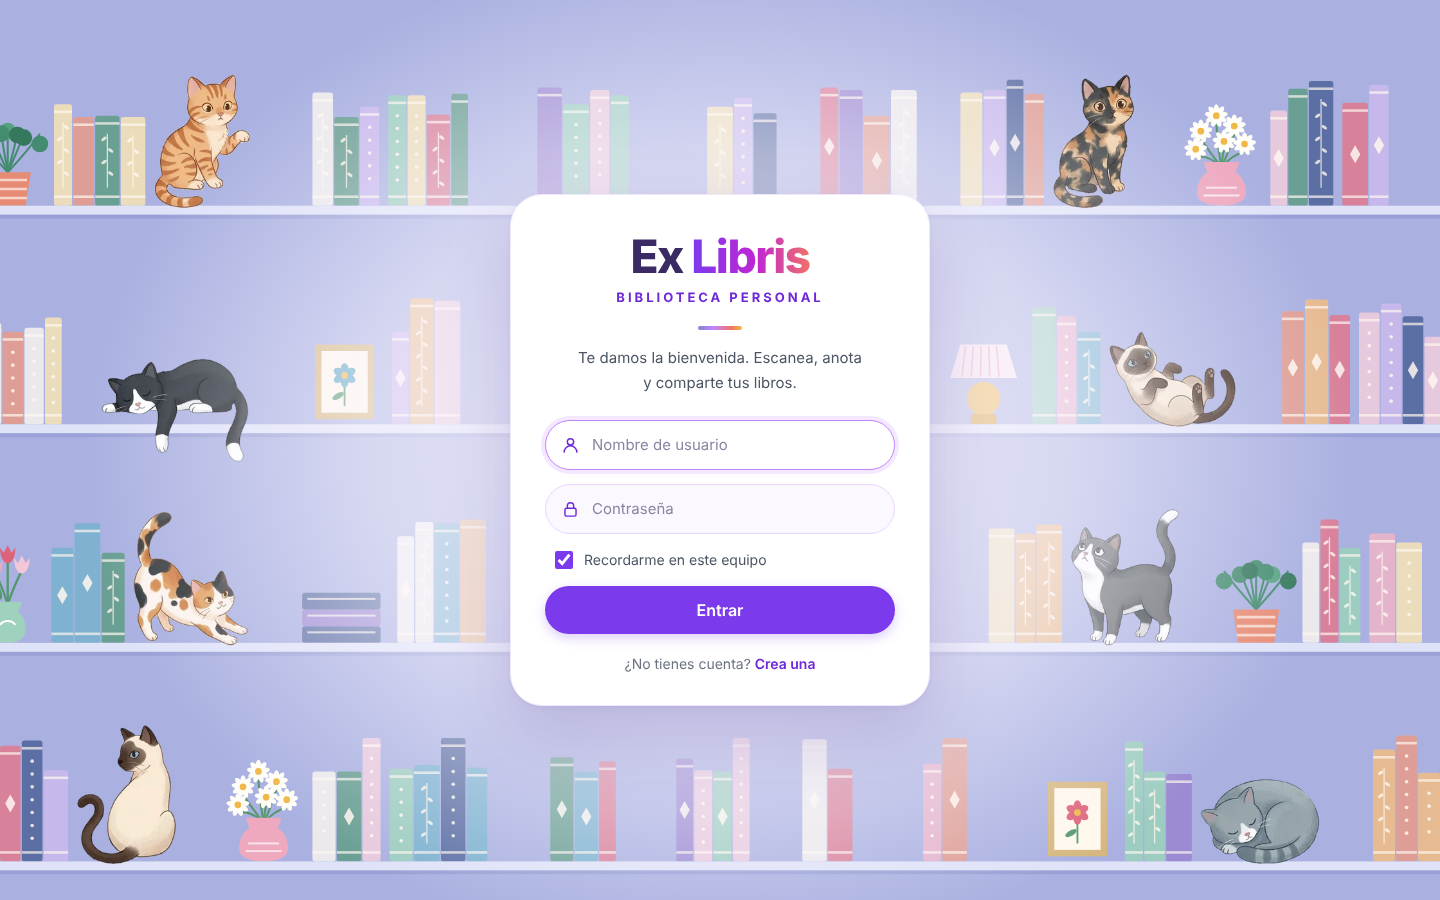 Ex Libris
BIBLIOTECA PERSONAL
Te damos la bienvenida. Escanea, anota
y comparte tus libros.
Nombre de usuario
Contraseña
Recordarme en este equipo
Entrar
¿No tienes cuenta? Crea una